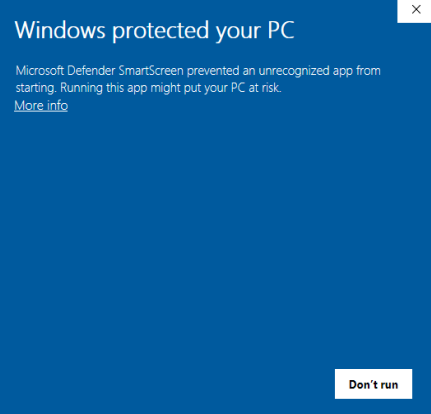 Windows protected your PC
Microsoft Defender SmartScreen prevented an unrecognized app from
starting. Running this app might put your PC at risk.
More info
Don't run